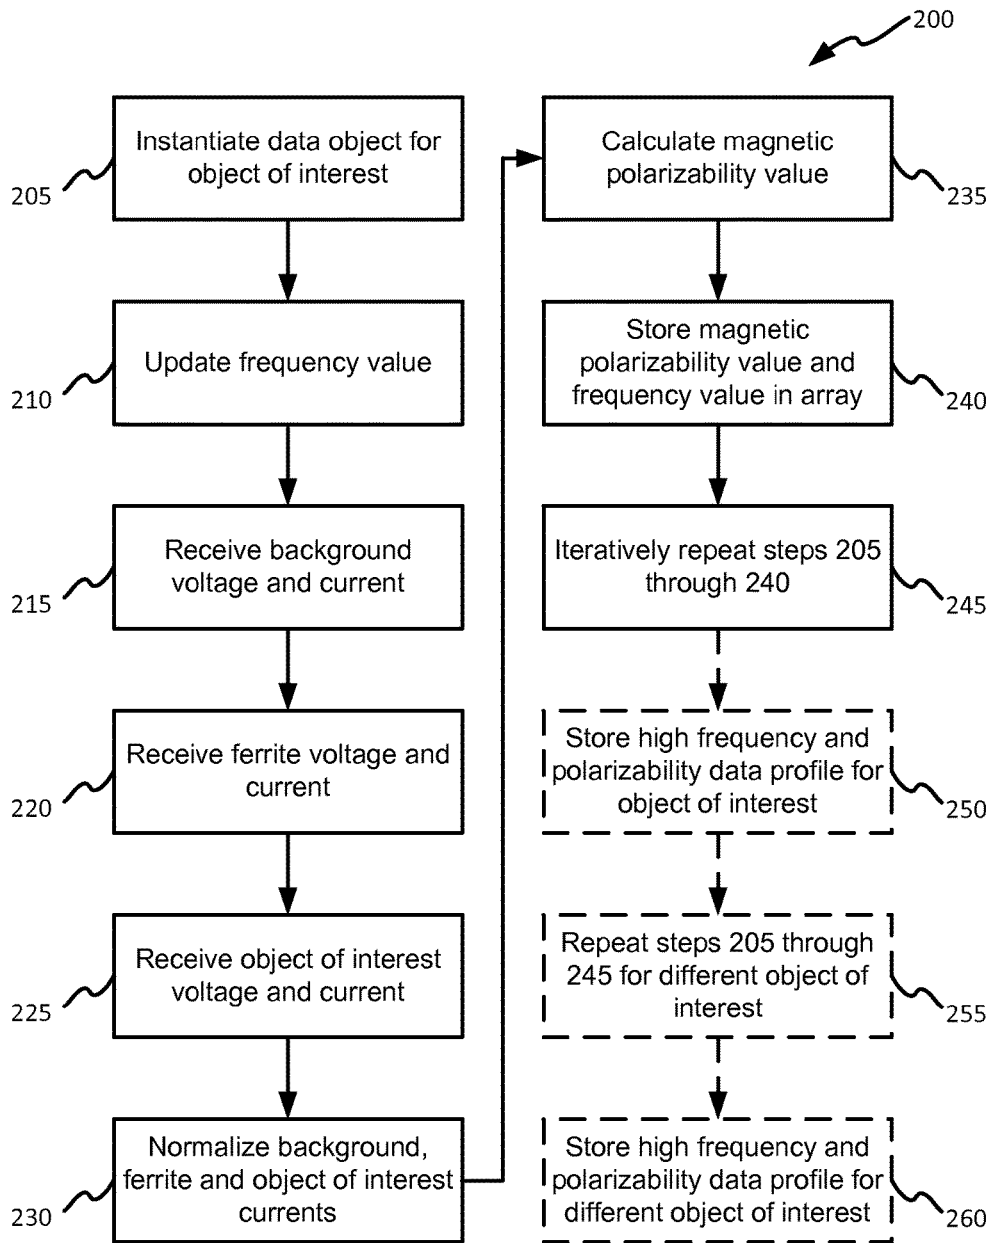 200
Instantiate data object for
object of interest
205
Update frequency value
210
Receive background
voltage and current
215
Receive ferrite voltage and
current
220
Receive object of interest
voltage and current
225
Normalize background,
ferrite and object of interest
currents
230
Calculate magnetic
polarizability value
235
Store magnetic
polarizability value and
frequency value in array
240
Iteratively repeat steps 205
through 240
245
Store high frequency and
polarizability data profile for
object of interest
250
Repeat steps 205 through
245 for different object of
interest
255
Store high frequency and
polarizability data profile for
different object of interest
260